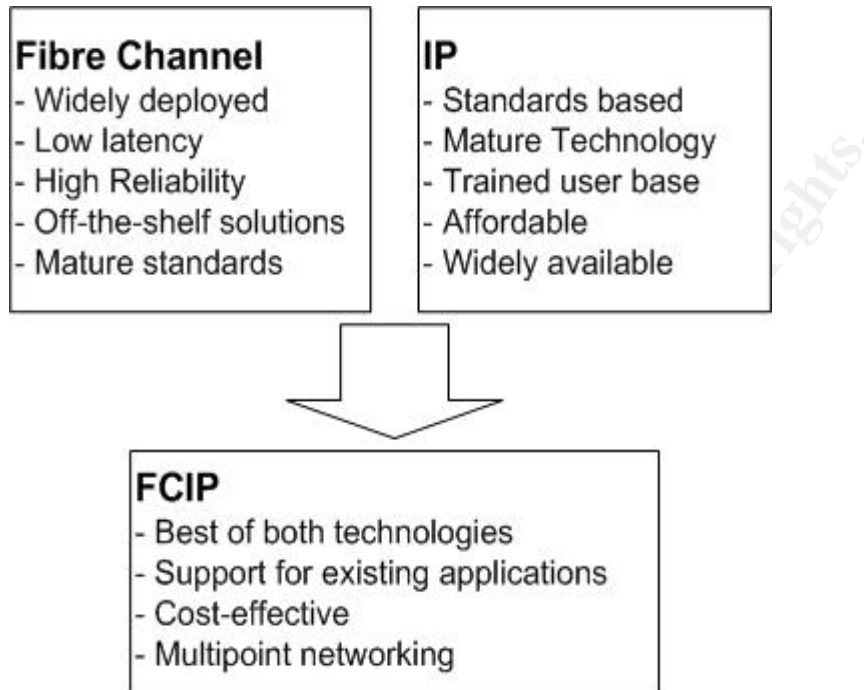 Fibre Channel
- Widely deployed
- Low latency
- High Reliability
- Off-the-shelf solutions
- Mature standards
IP
- Standards based
- Mature Technology
- Trained user base
- Affordable
- Widely available
FCIP
- Best of both technologies
- Support for existing applications
- Cost-effective
- Multipoint networking